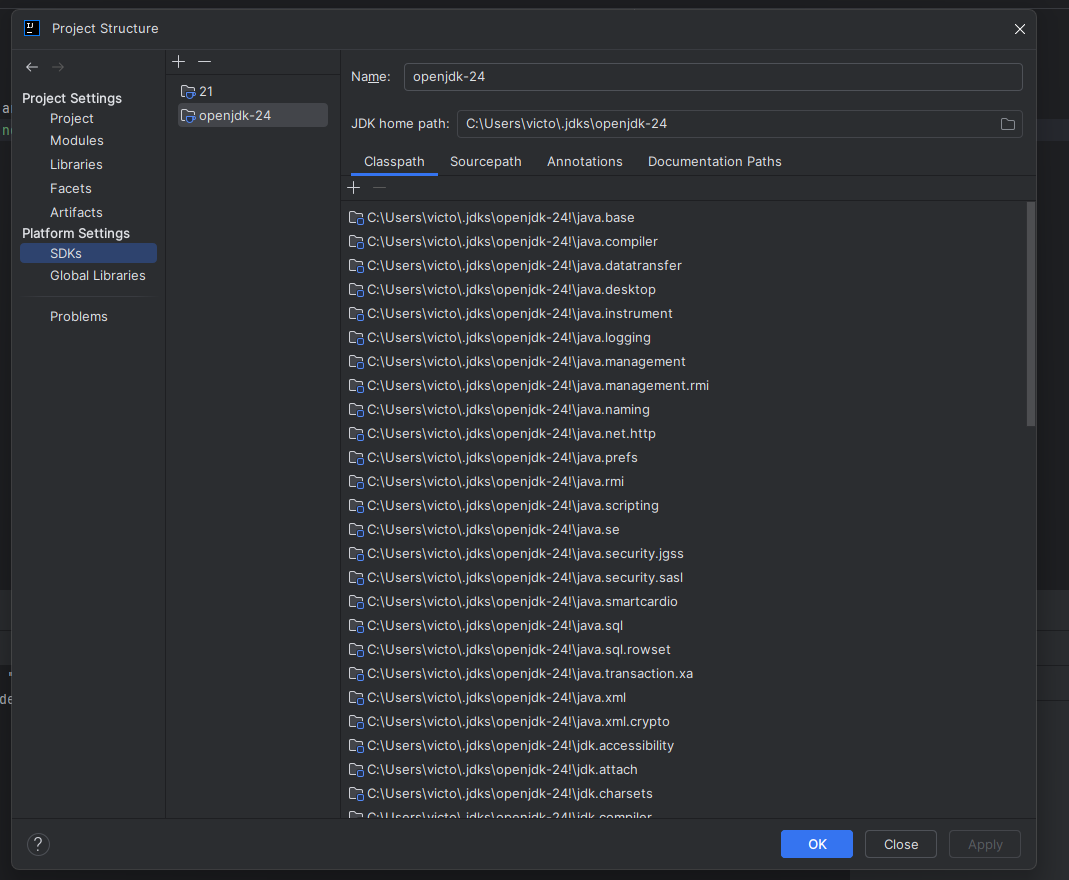 Project Structure
Project Settings
Project
Modules
Libraries
Facets
Artifacts
Platform Settings
SDKs
Global Libraries
Problems
21
openjdk-24
Name: openjdk-24
JDK home path: C:\Users\victo\.jdks\openjdk-24
Classpath Sourcepath Annotations Documentation Paths
C:\Users\victo\.jdks\openjdk-24!\java.base
C:\Users\victo\.jdks\openjdk-24!\java.compiler
C:\Users\victo\.jdks\openjdk-24!\java.datatransfer
C:\Users\victo\.jdks\openjdk-24!\java.desktop
C:\Users\victo\.jdks\openjdk-24!\java.instrument
C:\Users\victo\.jdks\openjdk-24!\java.logging
C:\Users\victo\.jdks\openjdk-24!\java.management
C:\Users\victo\.jdks\openjdk-24!\java.management.rmi
C:\Users\victo\.jdks\openjdk-24!\java.naming
C:\Users\victo\.jdks\openjdk-24!\java.net.http
C:\Users\victo\.jdks\openjdk-24!\java.prefs
C:\Users\victo\.jdks\openjdk-24!\java.rmi
C:\Users\victo\.jdks\openjdk-24!\java.scripting
C:\Users\victo\.jdks\openjdk-24!\java.se
C:\Users\victo\.jdks\openjdk-24!\java.security.jgss
C:\Users\victo\.jdks\openjdk-24!\java.security.sasl
C:\Users\victo\.jdks\openjdk-24!\java.smartcardio
C:\Users\victo\.jdks\openjdk-24!\java.sql
C:\Users\victo\.jdks\openjdk-24!\java.sql.rowset
C:\Users\victo\.jdks\openjdk-24!\java.transaction.xa
C:\Users\victo\.jdks\openjdk-24!\java.xml
C:\Users\victo\.jdks\openjdk-24!\java.xml.crypto
C:\Users\victo\.jdks\openjdk-24!\jdk.accessibility
C:\Users\victo\.jdks\openjdk-24!\jdk.attach
C:\Users\victo\.jdks\openjdk-24!\jdk.charsets
C:\Users\victo\.jdks\openjdk-24!\jdk.compiler
? OK Close Apply